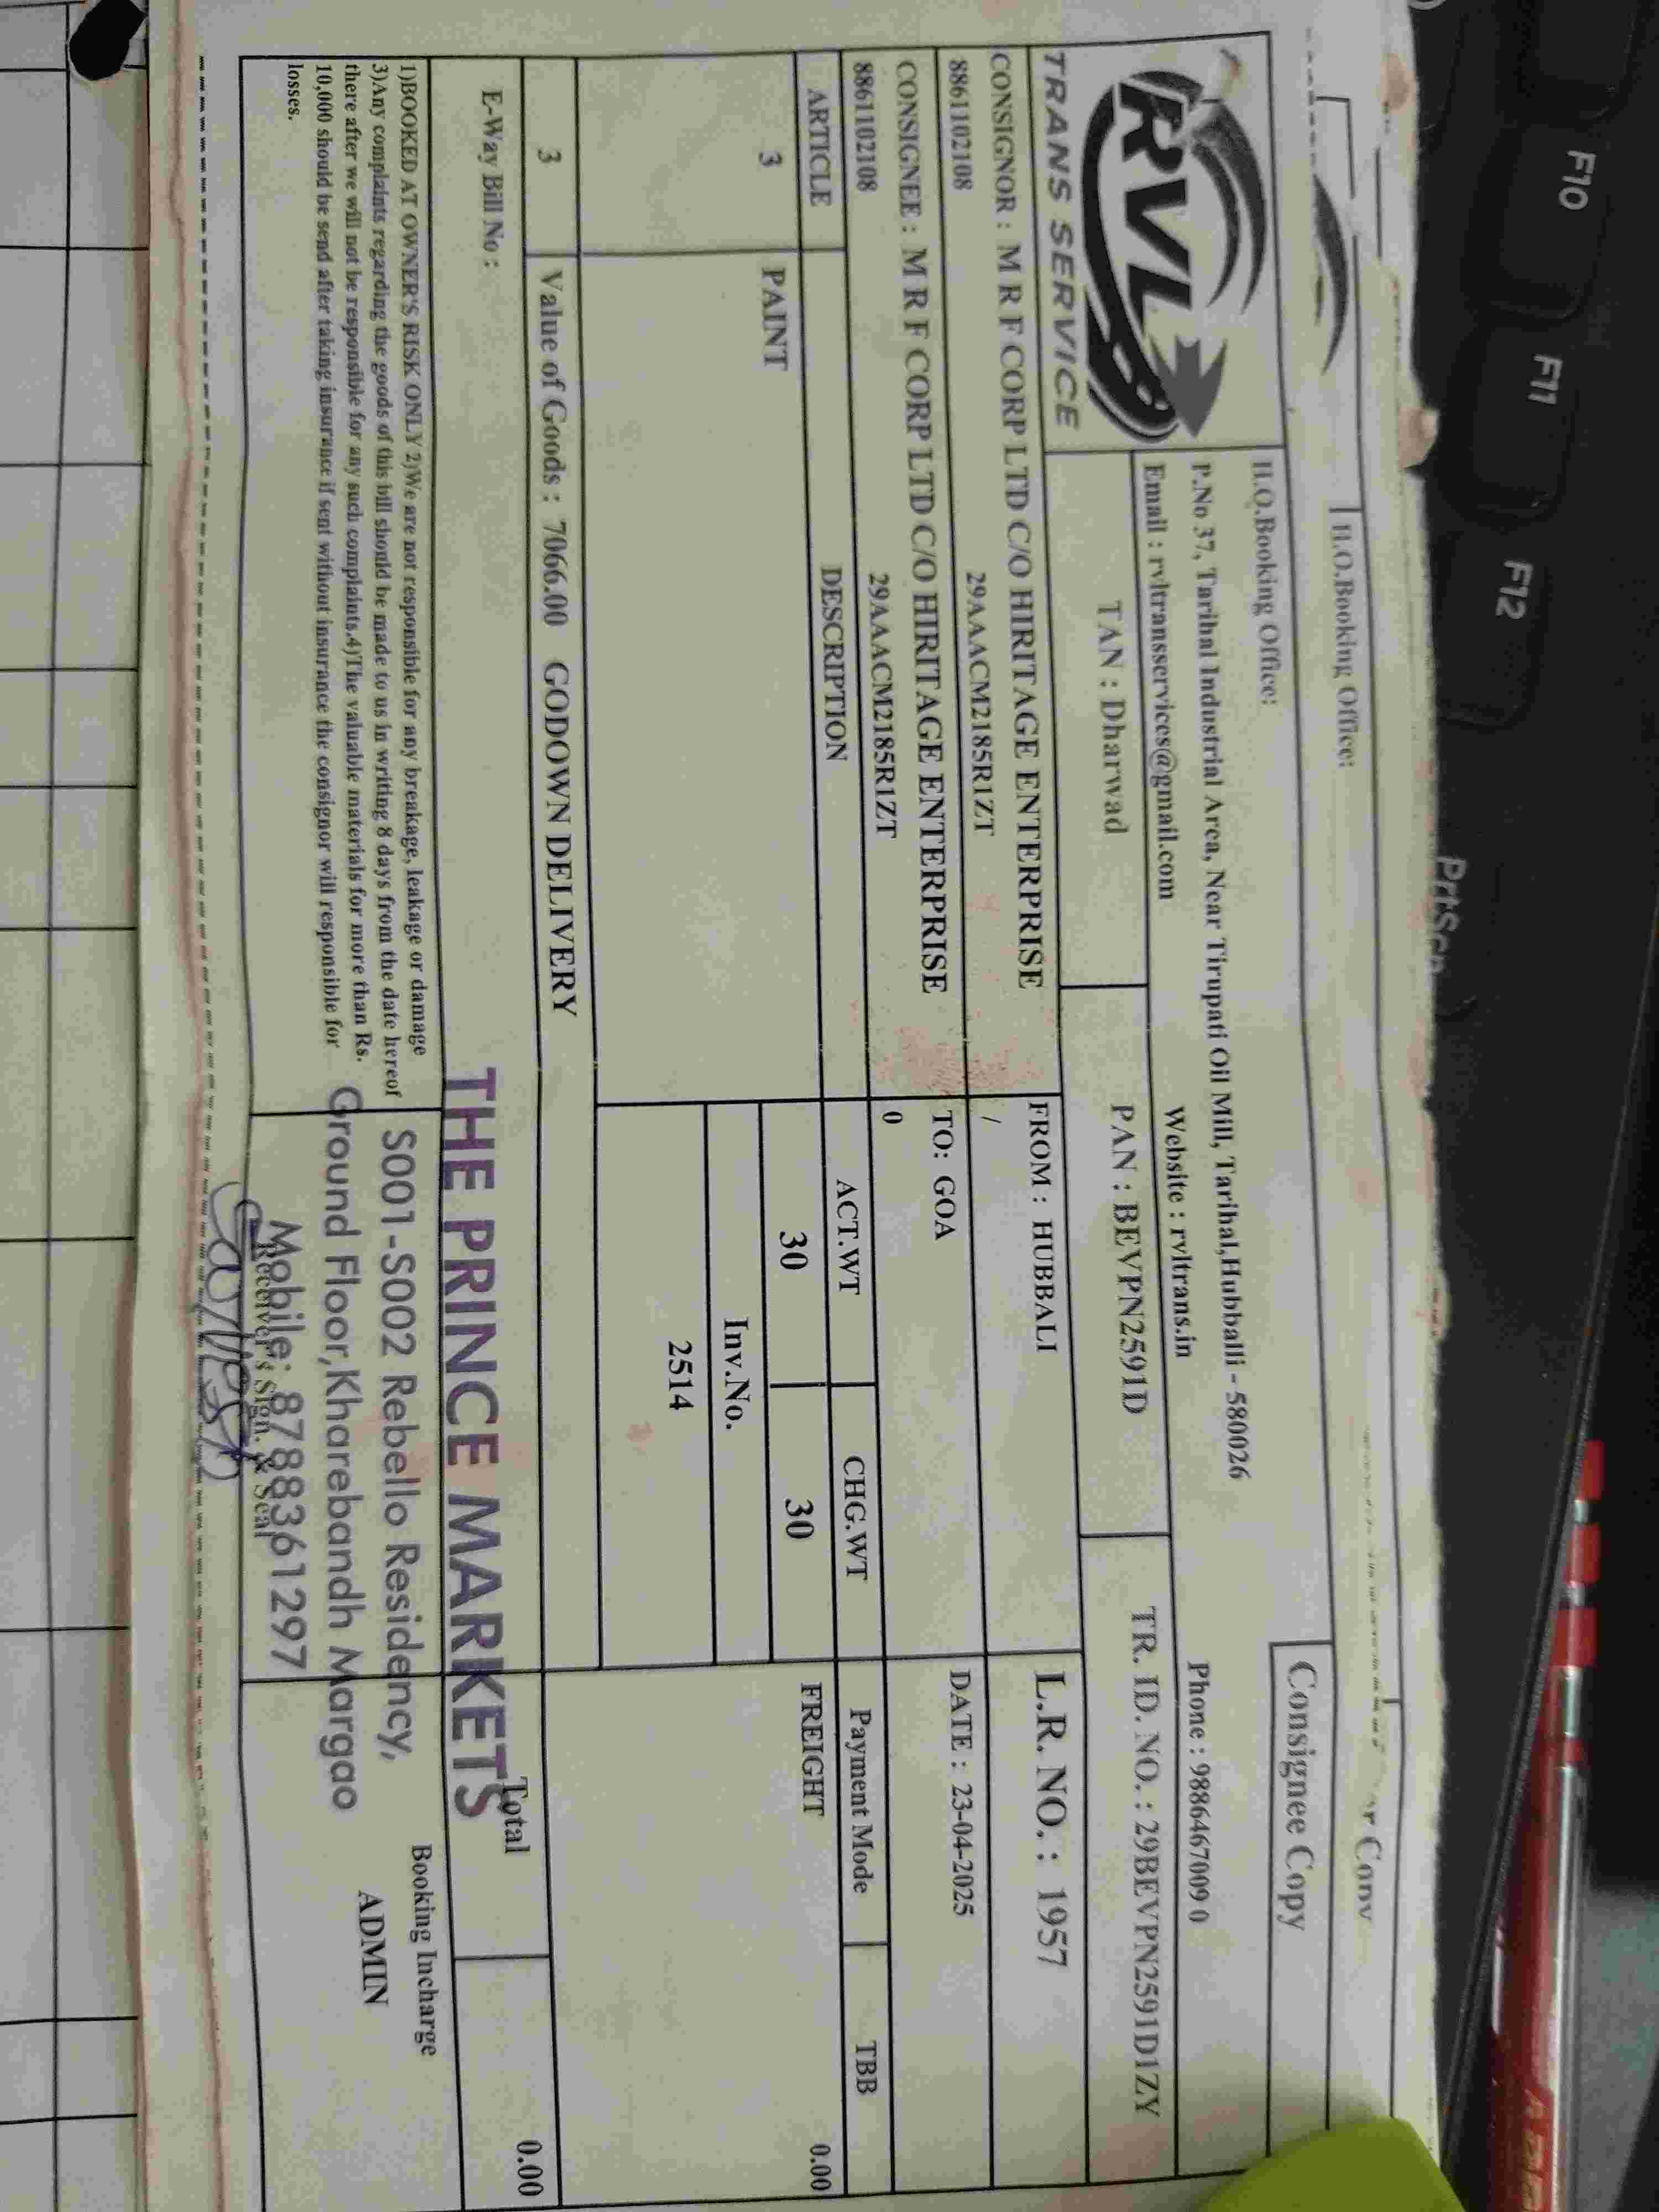 H.O.Booking Office:
Consignee Copy
RVL
TRANS SERVICE
H.O.Booking Office:
P.No 37, Tarihal Industrial Area, Near Tirupati Oil Mill, Tarihal,Hubballi - 580026
Phone : 9886467009 0
Email : rvltransservices@gmail.com
Website : rvltrans.in
TAN : Dharwad
PAN : BEVPN2591D
TR. ID. NO. : 29BEVPN2591D1ZY
CONSIGNOR : M R F CORP LTD C/O HIRITAGE ENTERPRISE
FROM : HUBBALI
L.R. NO. : 1957
8861102108 29AAACM2185R1ZT
/
CONSIGNEE : M R F CORP LTD C/O HIRITAGE ENTERPRISE
TO: GOA
DATE : 23-04-2025
8861102108 29AAACM2185R1ZT
0
ARTICLE DESCRIPTION ACT.WT CHG.WT Payment Mode TBB
3 PAINT 30 30 FREIGHT 0.00
Inv.No.
2514
3 Value of Goods : 7066.00 GODOWN DELIVERY
Total 0.00
E-Way Bill No :
THE PRINCE MARKETS
1)BOOKED AT OWNER'S RISK ONLY 2)We are not responsible for any breakage, leakage or damage
3)Any complaints regarding the goods of this bill should be made to us in writing 8 days from the date hereof
there after we will not be responsible for any such complaints.4)The valuable materials for more than Rs.
10,000 should be send after taking insurance if sent without insurance the consignor will responsible for
losses.
S001-S002 Rebello Residency,
Ground Floor,Kharebandh Margao
Mobile: 8788361297
Receiver's Sign. & Seal
Booking Incharge
ADMIN
F10
F11
F12
PrtScn